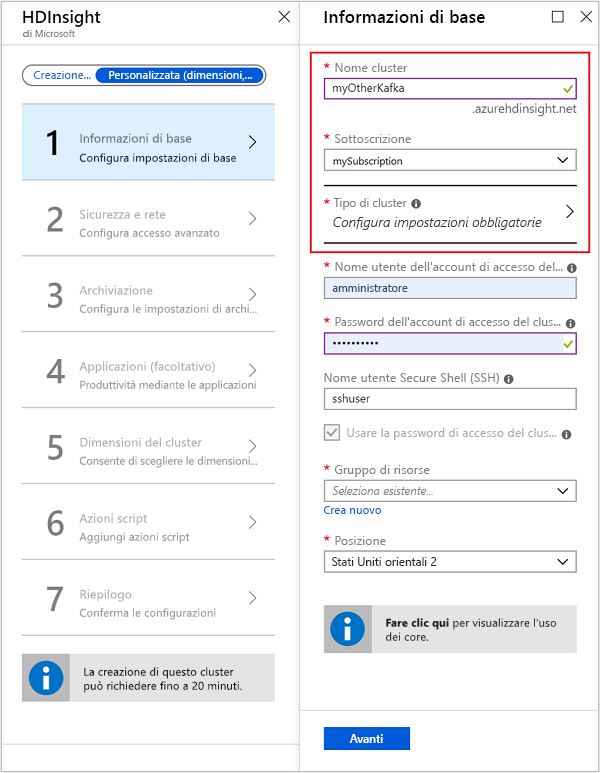 HDInsight
di Microsoft
Creazione... Personalizzata (dimensioni,...
1 Informazioni di base
Configura impostazioni di base
2 Sicurezza e rete
Configura accesso avanzato
3 Archiviazione
Configura le impostazioni di archi...
4 Applicazioni (facoltativo)
Produttività mediante le applicazioni
5 Dimensioni del cluster
Consente di scegliere le dimensioni...
6 Azioni script
Aggiungi azioni script
7 Riepilogo
Conferma le configurazioni
La creazione di questo cluster
può richiedere fino a 20 minuti.
Informazioni di base
* Nome cluster
myOtherKafka
.azurehdinsight.net
* Sottoscrizione
mySubscription
* Tipo di cluster
Configura impostazioni obbligatorie
* Nome utente dell'account di accesso del...
amministratore
* Password dell'account di accesso del clus...
••••••••••
Nome utente Secure Shell (SSH)
sshuser
Usare la password di accesso del clus...
* Gruppo di risorse
Seleziona esistente...
Crea nuovo
* Posizione
Stati Uniti orientali 2
Fare clic qui per visualizzare l'uso
dei core.
Avanti